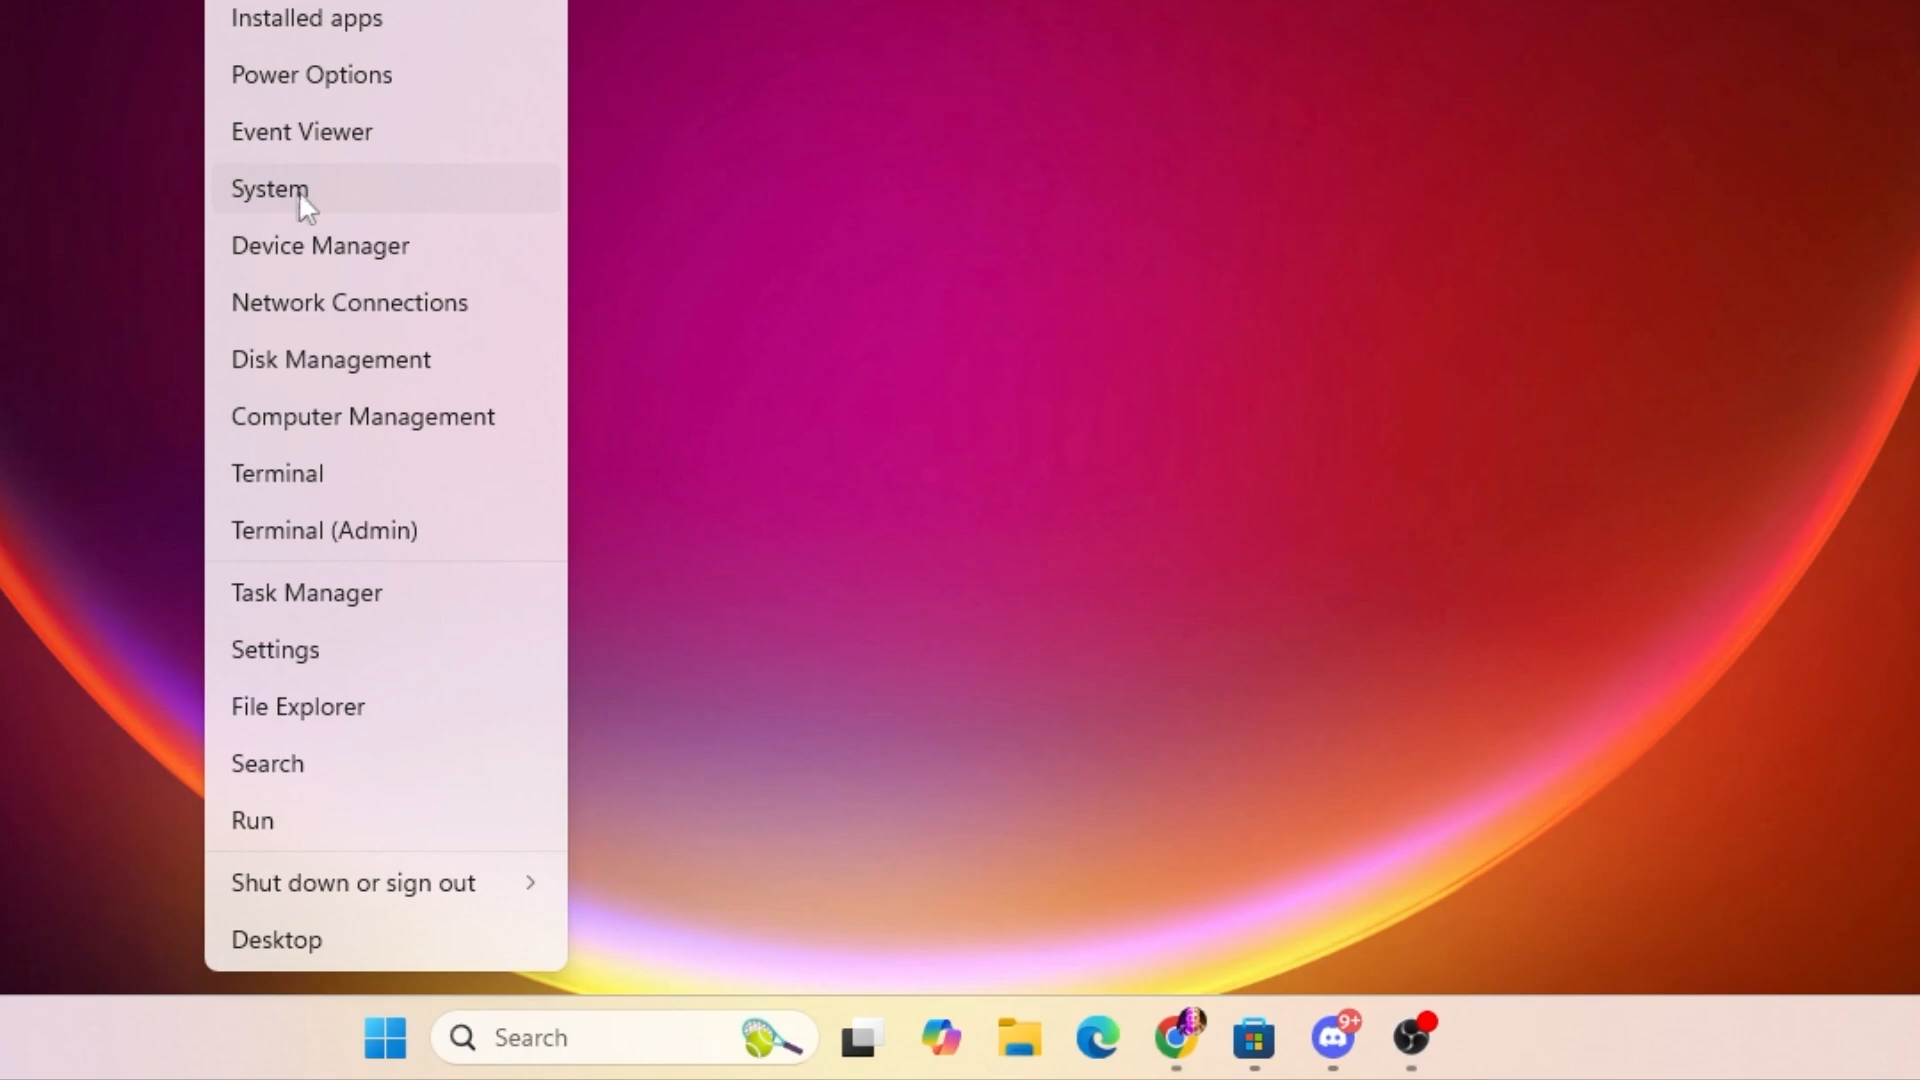 Installed apps
Power Options
Event Viewer
System
Device Manager
Network Connections
Disk Management
Computer Management
Terminal
Terminal (Admin)
Task Manager
Settings
File Explorer
Search
Run
Shut down or sign out
Desktop
Search
9+